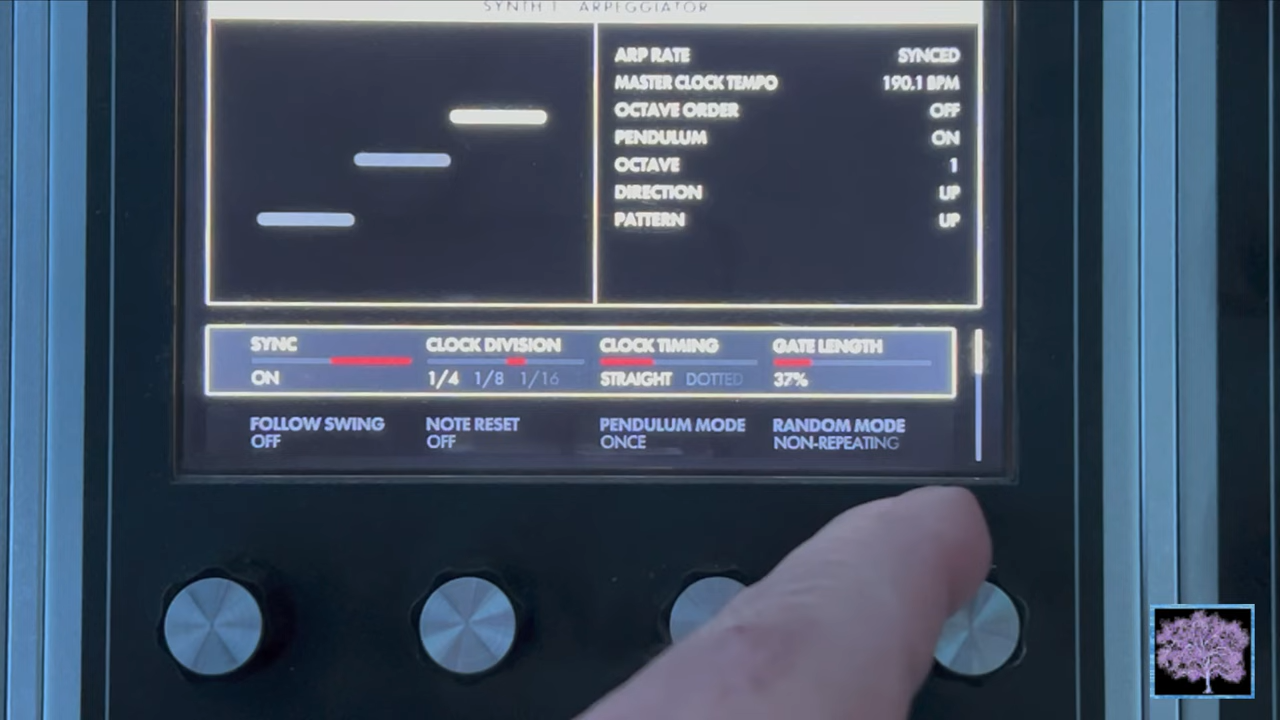 SYNTH 1 ARPEGGIATOR
ARP RATE SYNCED
MASTER CLOCK TEMPO 190.1 BPM
OCTAVE ORDER OFF
PENDULUM ON
OCTAVE 1
DIRECTION UP
PATTERN UP
SYNC CLOCK DIVISION CLOCK TIMING GATE LENGTH
ON 1/4 1/8 1/16 STRAIGHT DOTTED 37%
FOLLOW SWING NOTE RESET PENDULUM MODE RANDOM MODE
OFF OFF ONCE NON-REPEATING